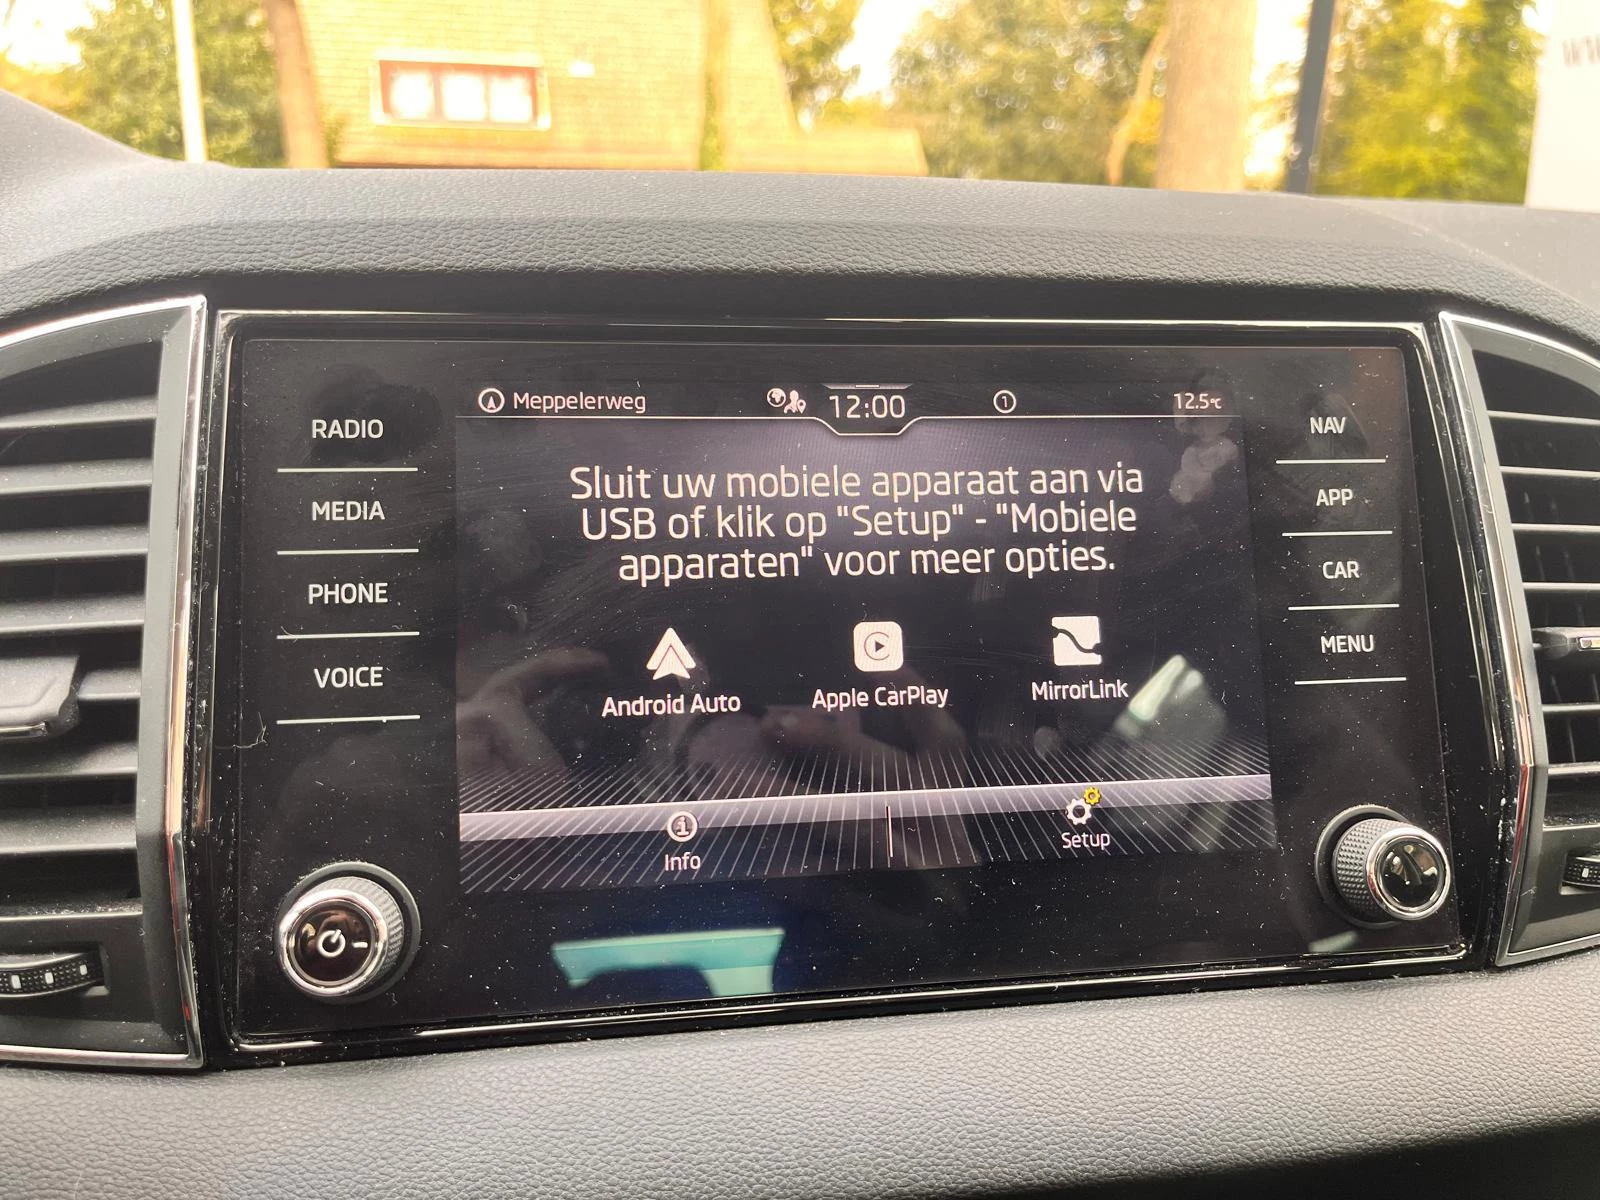 Meppelerweg
12:00
1
12.5°C
RADIO
MEDIA
PHONE
VOICE
Sluit uw mobiele apparaat aan via
USB of klik op "Setup" - "Mobiele
apparaten" voor meer opties.
Android Auto
Apple CarPlay
MirrorLink
Info
Setup
NAV
APP
CAR
MENU